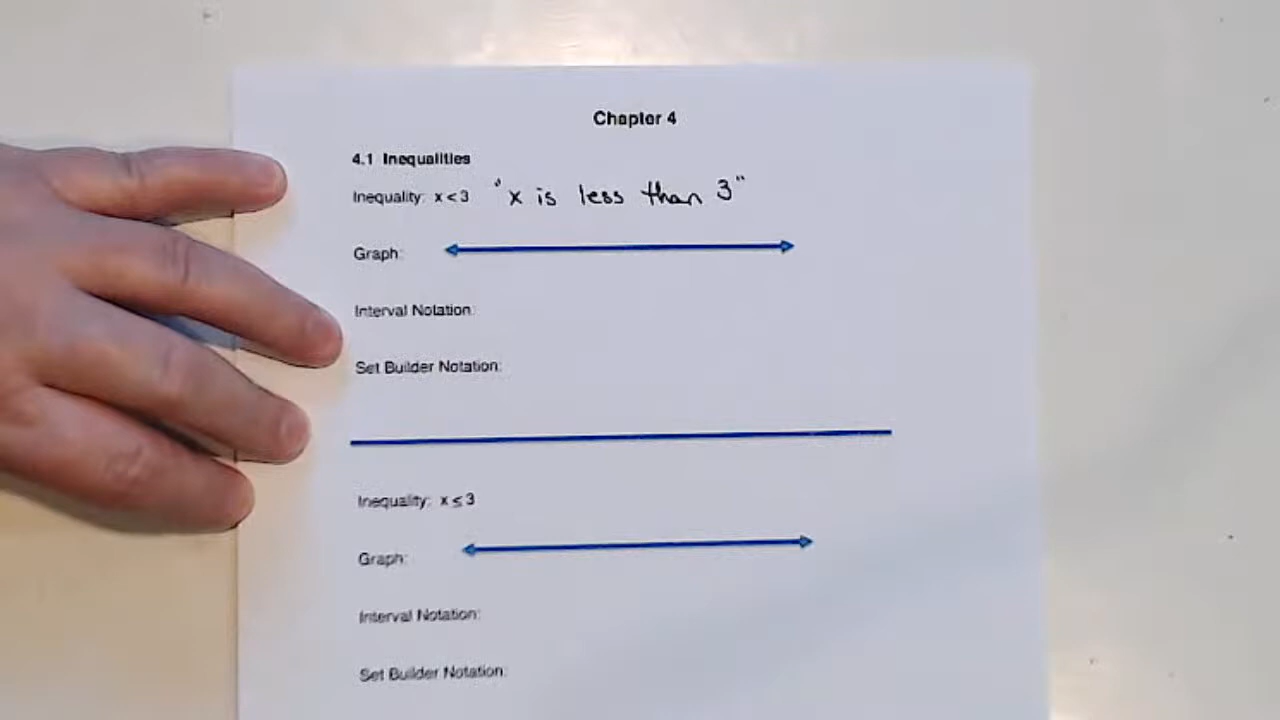 Chapter 4
4.1 Inequalities
Inequality: x < 3 "x is less than 3"
Graph:
Interval Notation:
Set Builder Notation:
Inequality: x ≤ 3
Graph:
Interval Notation:
Set Builder Notation: